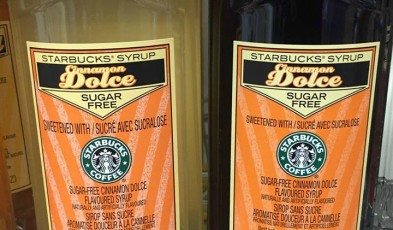 STARBUCKS® SYRUP
Cinnamon
Dolce
SUGAR
FREE
SWEETENED WITH / SUCRÉ AVEC SUCRALOSE
STARBUCKS
COFFEE
SUGAR-FREE CINNAMON DOLCE
FLAVOURED SYRUP
NATURALLY AND ARTIFICIALLY FLAVOURED
SIROP SANS SUCRE
AROMATISÉ DOUCEUR À LA CANNELLE
STARBUCKS® SYRUP
Cinnamon
Dolce
SUGAR
FREE
SWEETENED WITH / SUCRÉ AVEC SUCRALOSE
STARBUCKS
COFFEE
SUGAR-FREE CINNAMON DOLCE
FLAVOURED SYRUP
NATURALLY AND ARTIFICIALLY FLAVOURED
SIROP SANS SUCRE
AROMATISÉ DOUCEUR À LA CANNELLE